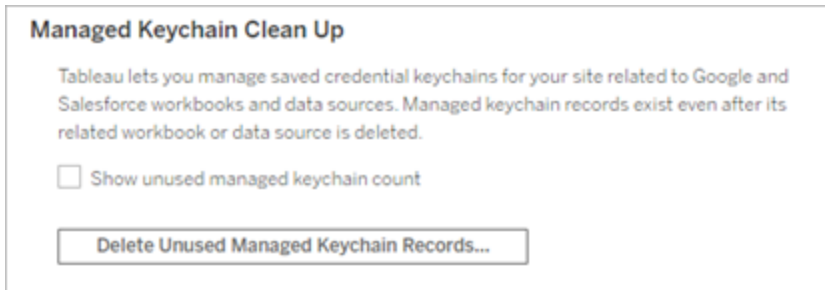 Managed Keychain Clean Up
Tableau lets you manage saved credential keychains for your site related to Google and
Salesforce workbooks and data sources. Managed keychain records exist even after its
related workbook or data source is deleted.
Show unused managed keychain count
Delete Unused Managed Keychain Records...